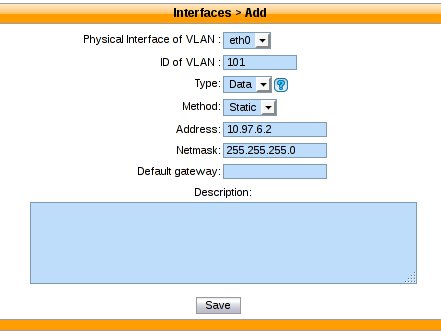 Interfaces > Add
Physical Interface of VLAN : eth0
ID of VLAN : 101
Type: Data ?
Method: Static
Address: 10.97.6.2
Netmask: 255.255.255.0
Default gateway:
Description:
Save